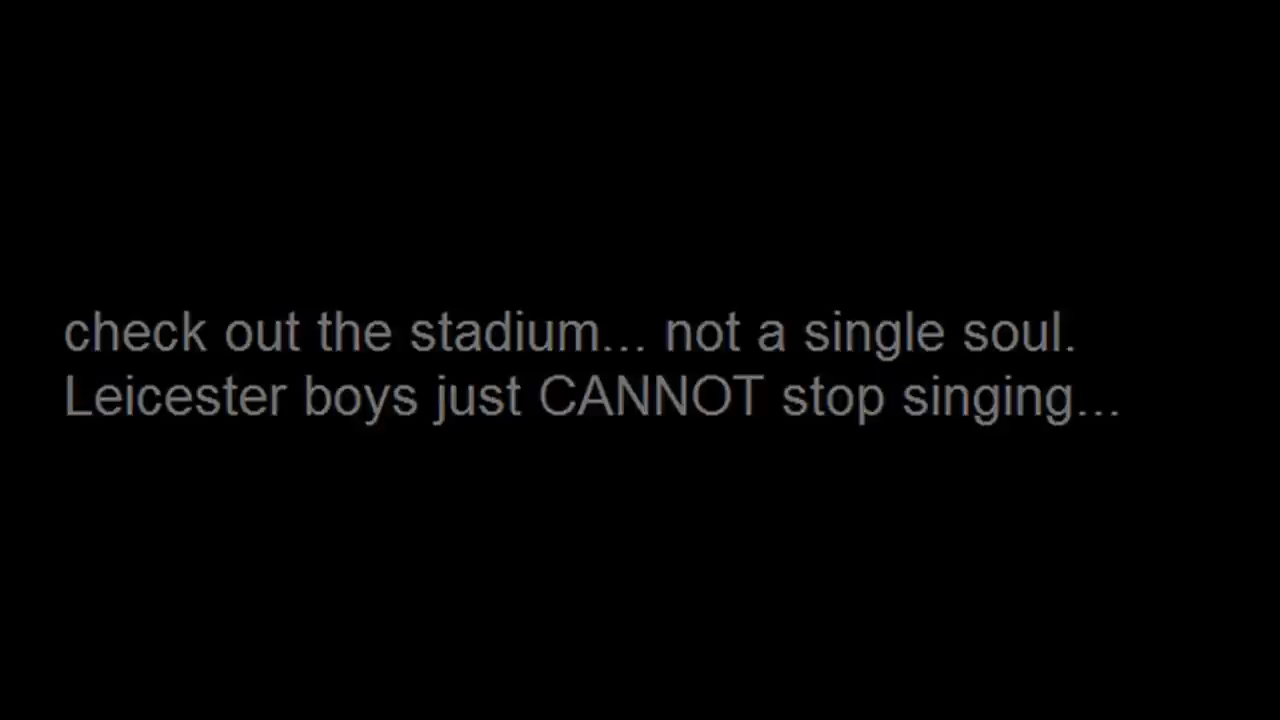 check out the stadium... not a single soul.
Leicester boys just CANNOT stop singing...